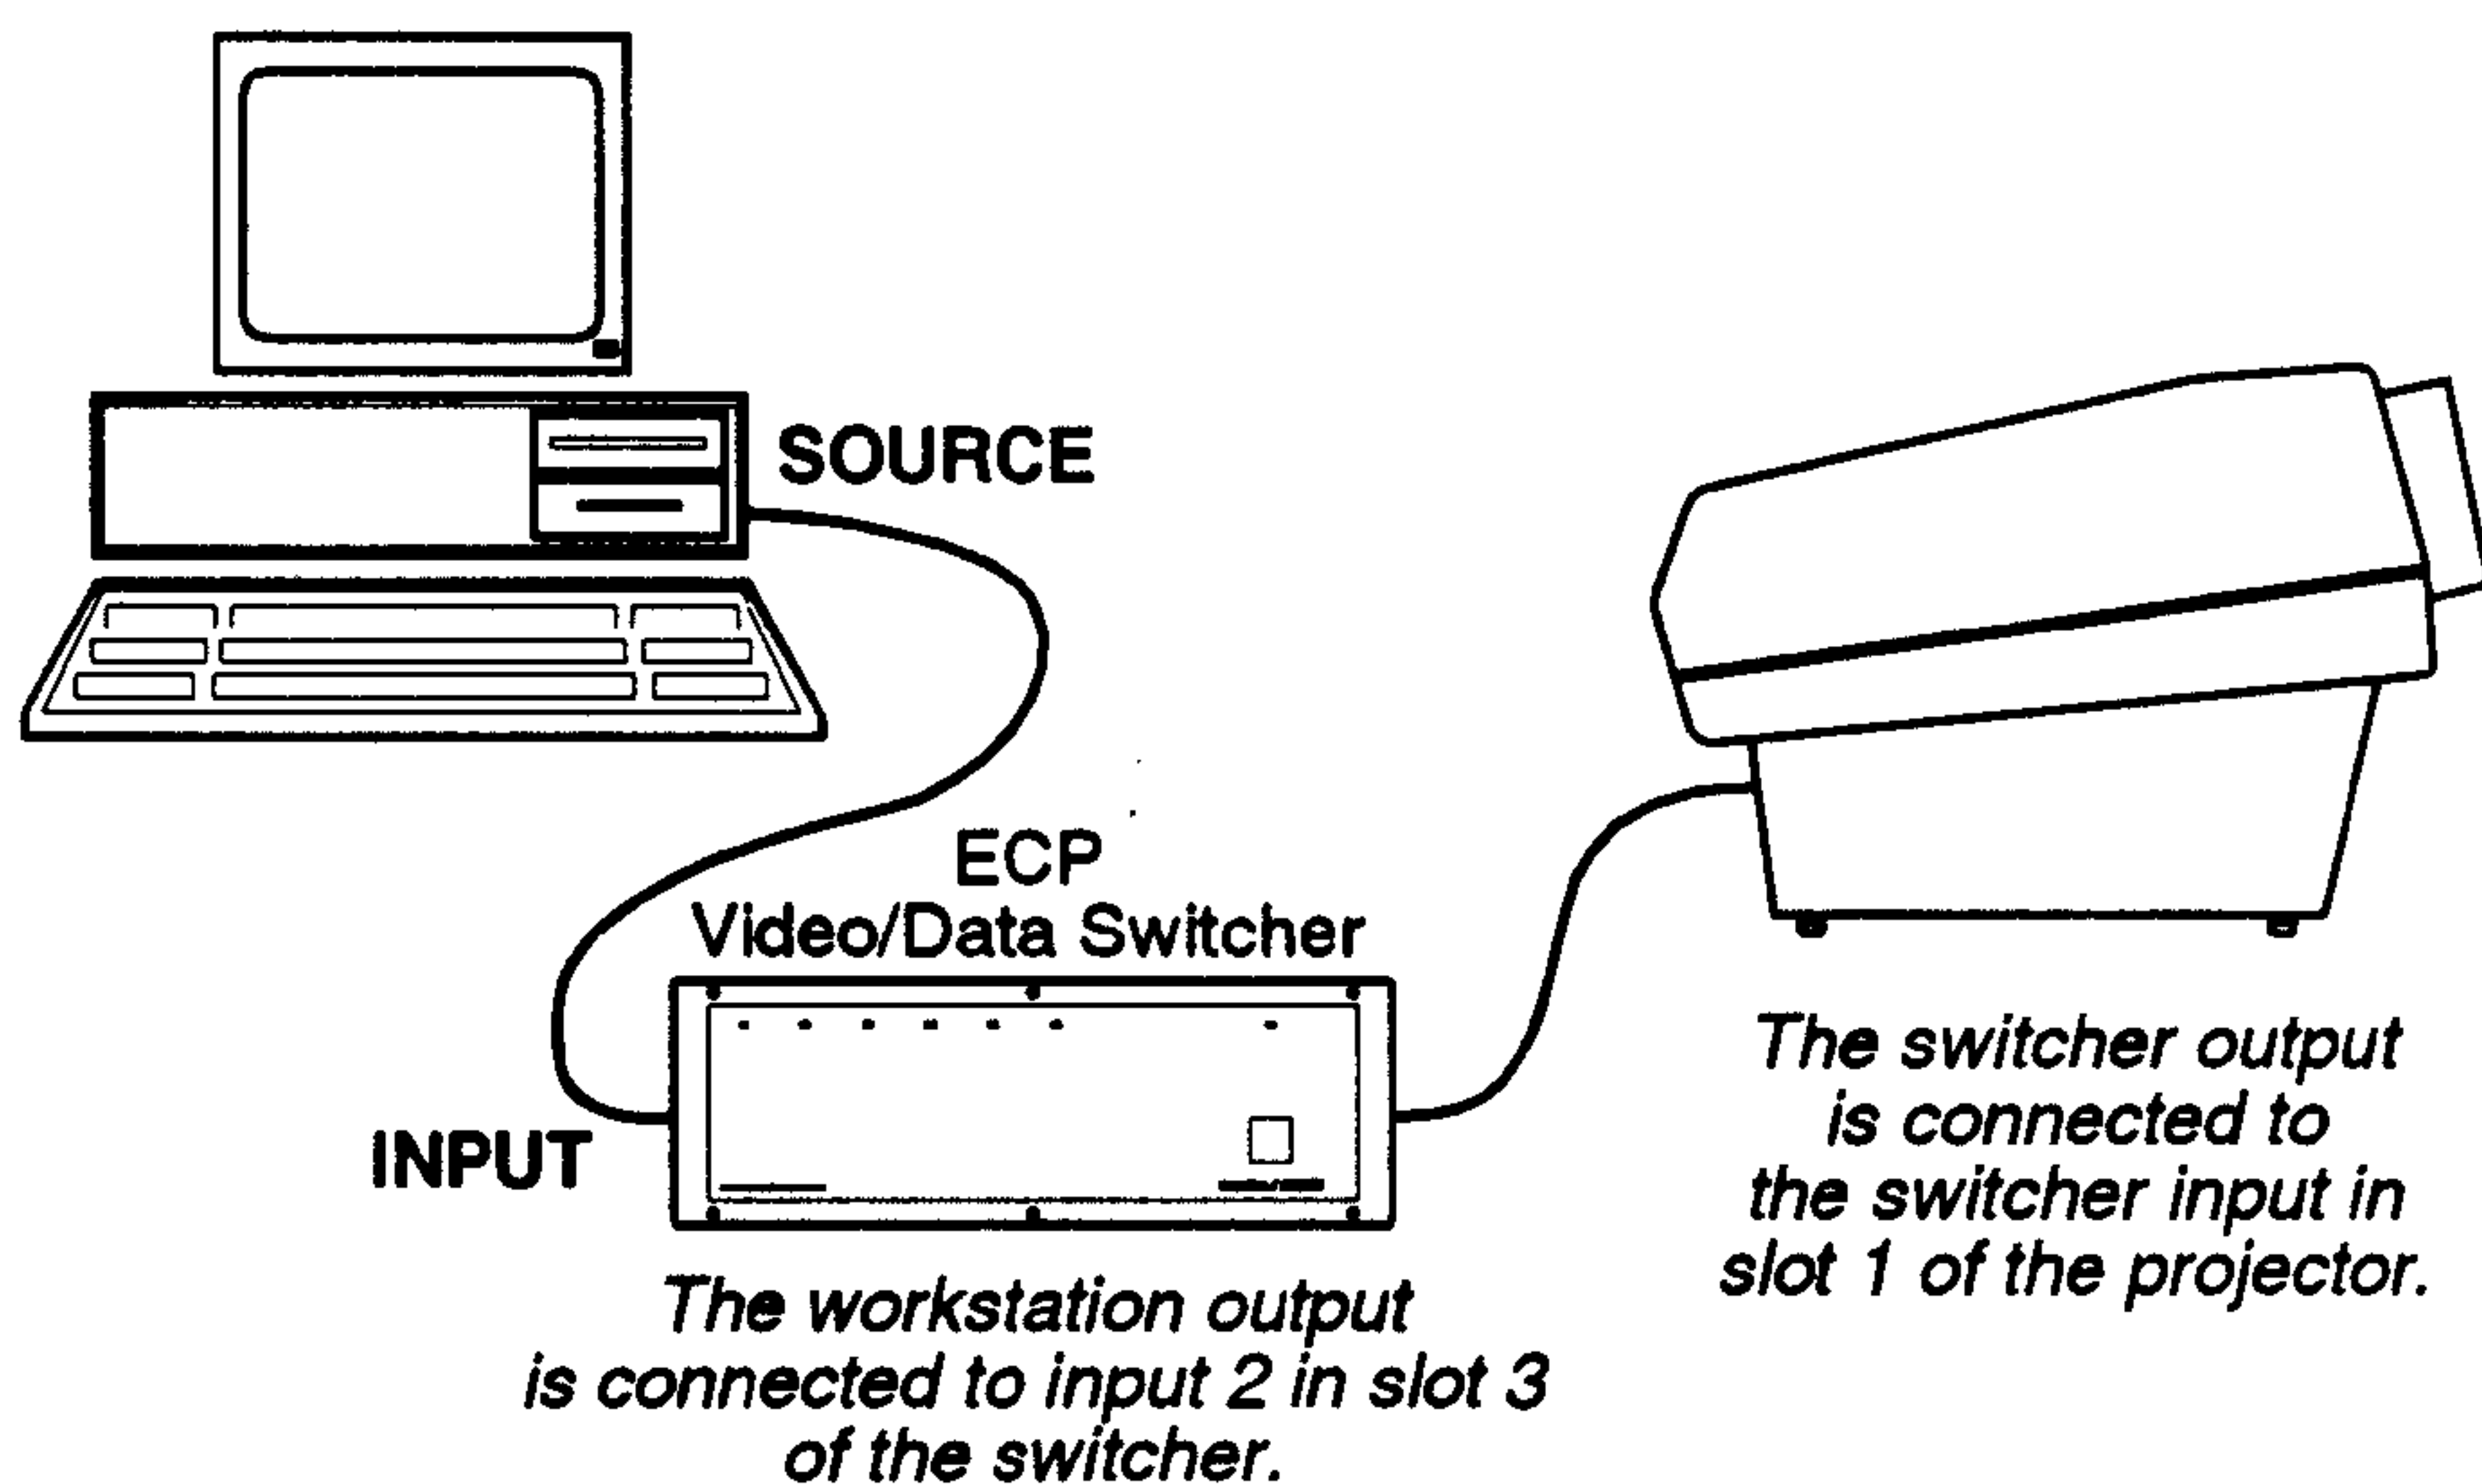 SOURCE
ECP
Video/Data Switcher
INPUT
The workstation output
is connected to input 2 in slot 3
of the switcher.
The switcher output
is connected to
the switcher input in
slot 1 of the projector.